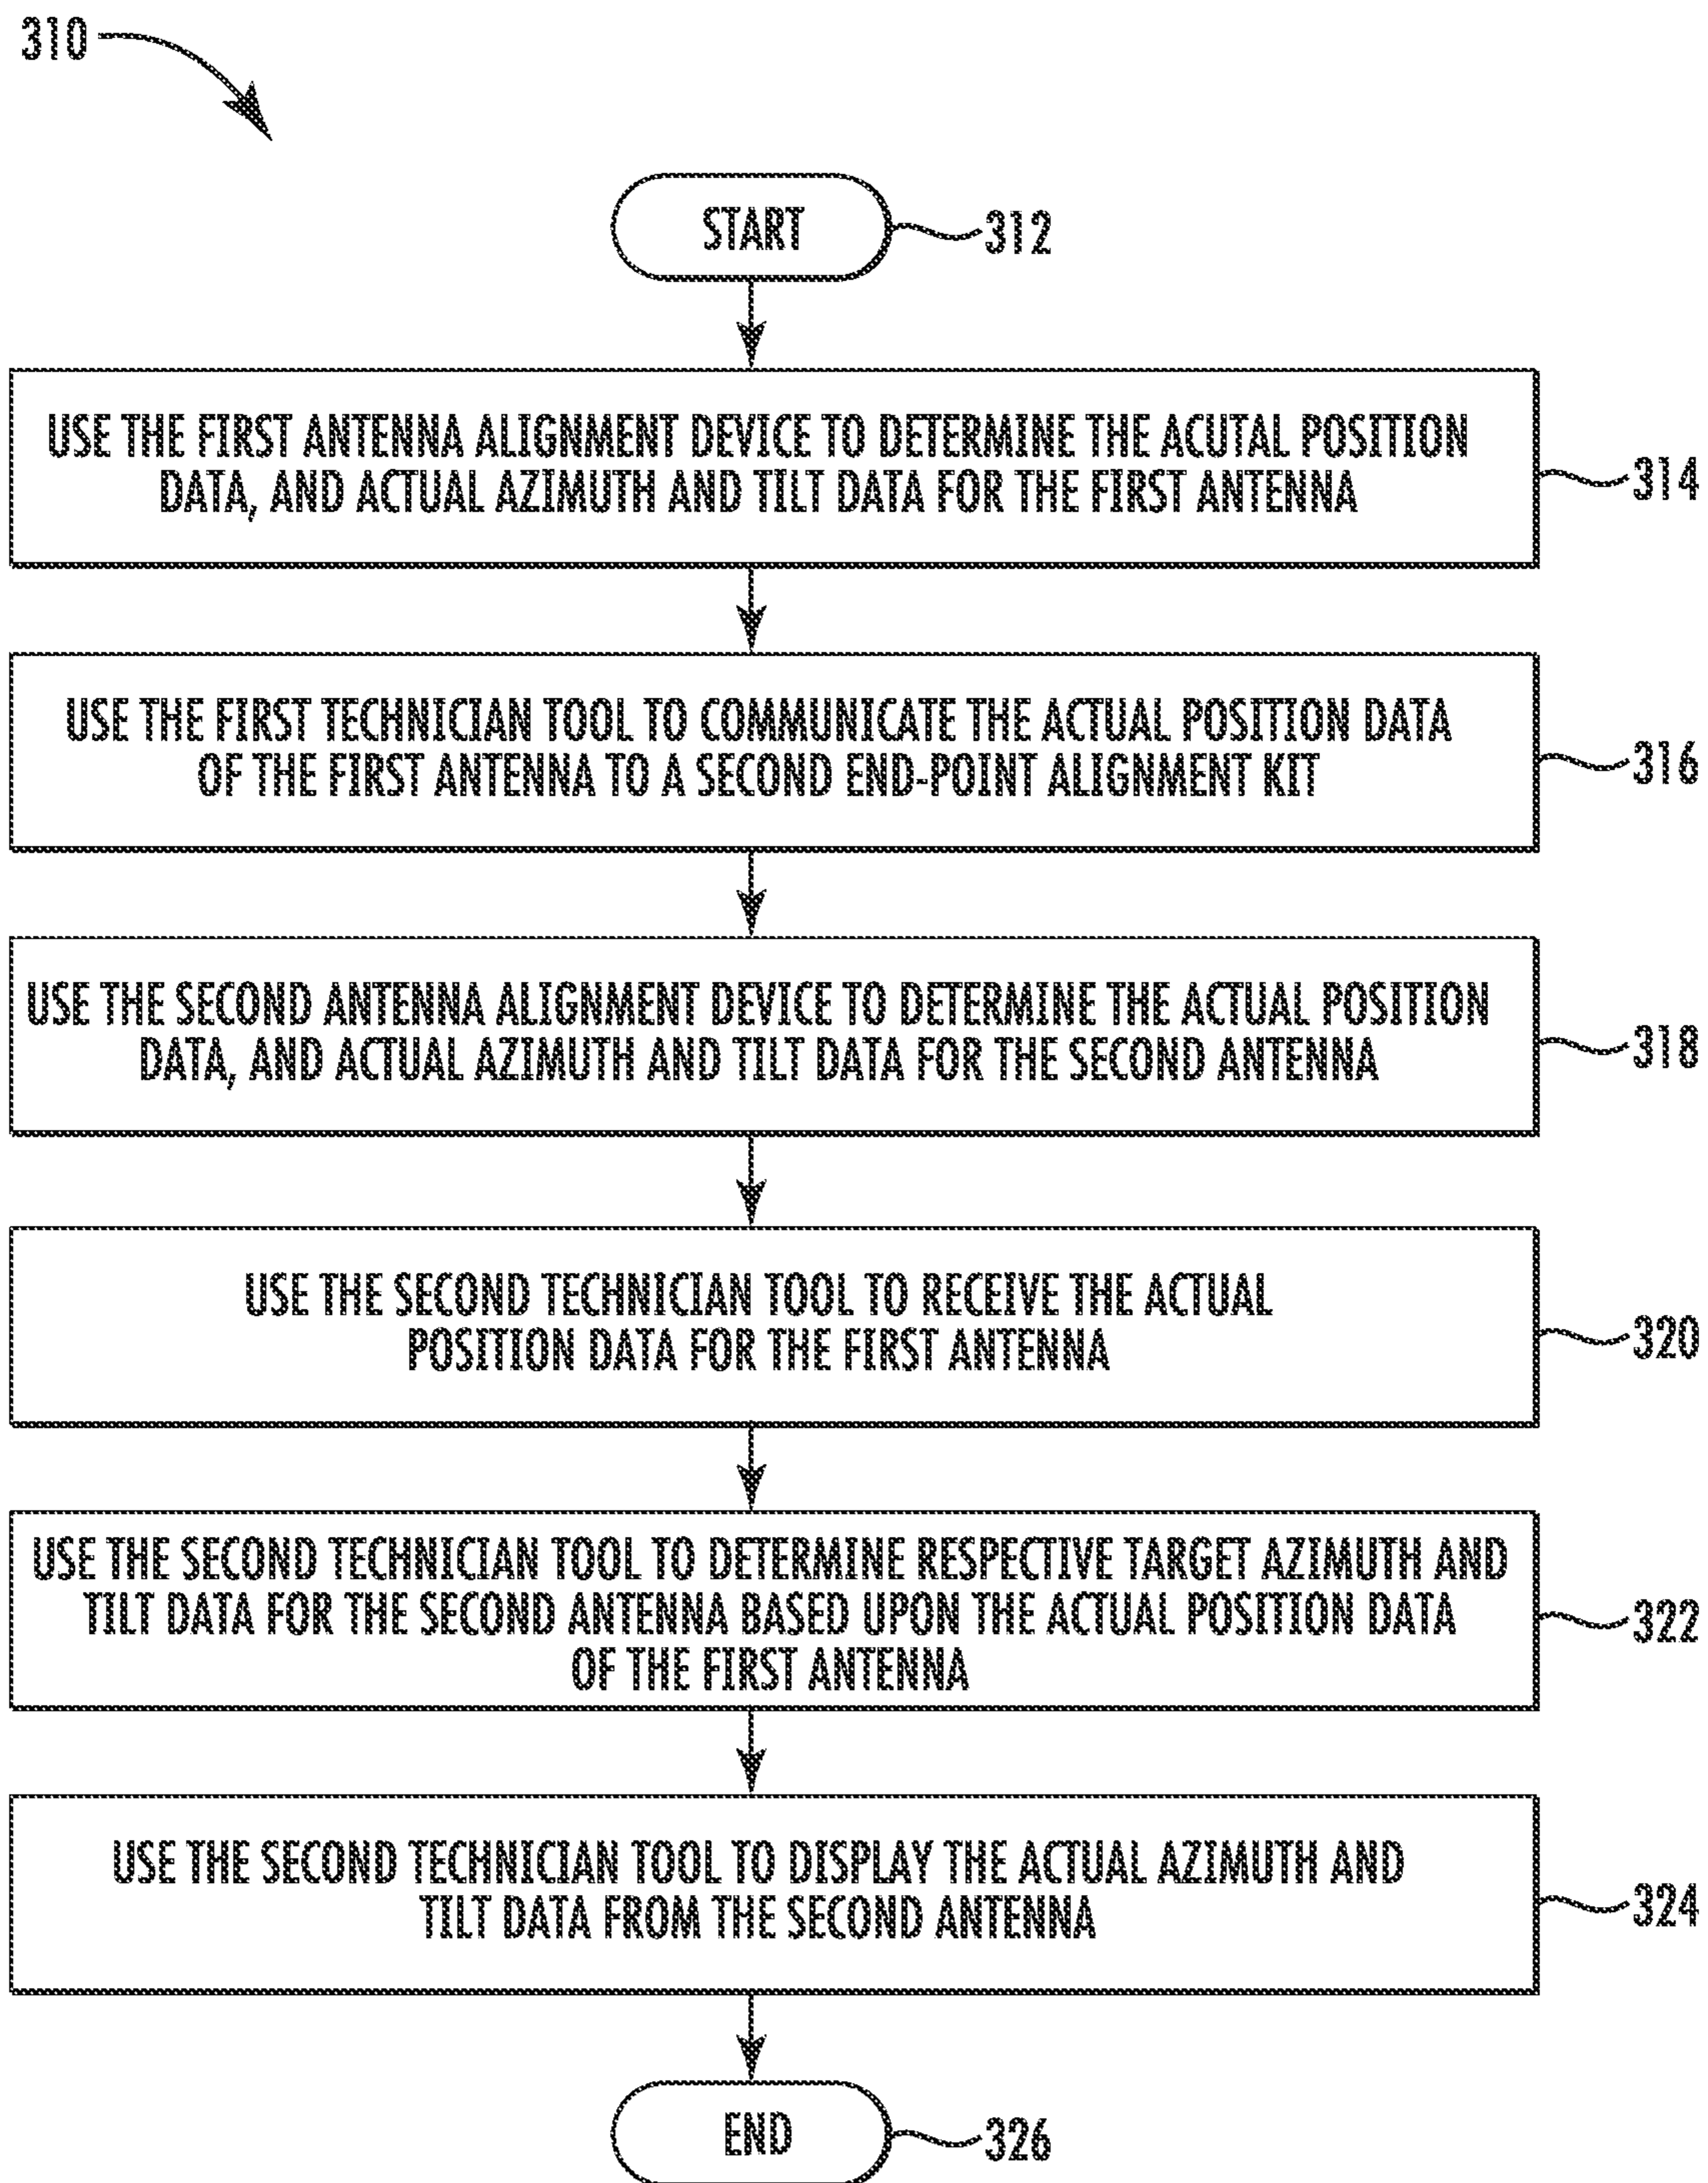 310
START
312
USE THE FIRST ANTENNA ALIGNMENT DEVICE TO DETERMINE THE ACUTAL POSITION
DATA, AND ACTUAL AZIMUTH AND TILT DATA FOR THE FIRST ANTENNA
314
USE THE FIRST TECHNICIAN TOOL TO COMMUNICATE THE ACTUAL POSITION DATA
OF THE FIRST ANTENNA TO A SECOND END-POINT ALIGNMENT KIT
316
USE THE SECOND ANTENNA ALIGNMENT DEVICE TO DETERMINE THE ACTUAL POSITION
DATA, AND ACTUAL AZIMUTH AND TILT DATA FOR THE SECOND ANTENNA
318
USE THE SECOND TECHNICIAN TOOL TO RECEIVE THE ACTUAL
POSITION DATA FOR THE FIRST ANTENNA
320
USE THE SECOND TECHNICIAN TOOL TO DETERMINE RESPECTIVE TARGET AZIMUTH AND
TILT DATA FOR THE SECOND ANTENNA BASED UPON THE ACTUAL POSITION DATA
OF THE FIRST ANTENNA
322
USE THE SECOND TECHNICIAN TOOL TO DISPLAY THE ACTUAL AZIMUTH AND
TILT DATA FROM THE SECOND ANTENNA
324
END
326